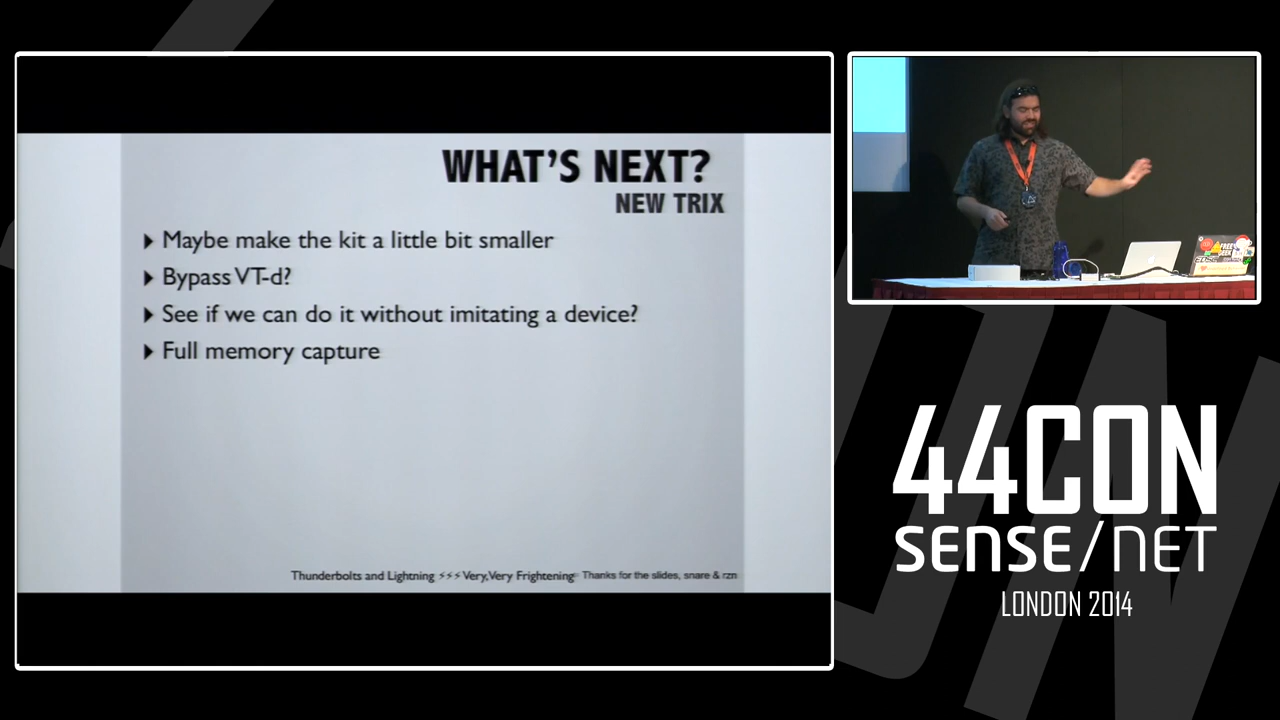 WHAT'S NEXT?
NEW TRIX
Maybe make the kit a little bit smaller
Bypass VT-d?
See if we can do it without imitating a device?
Full memory capture
Thunderbolts and Lightning ⚡⚡⚡ Very, Very Frightening Thanks for the slides, snare & rzn
44CON
SENSE/NET
LONDON 2014